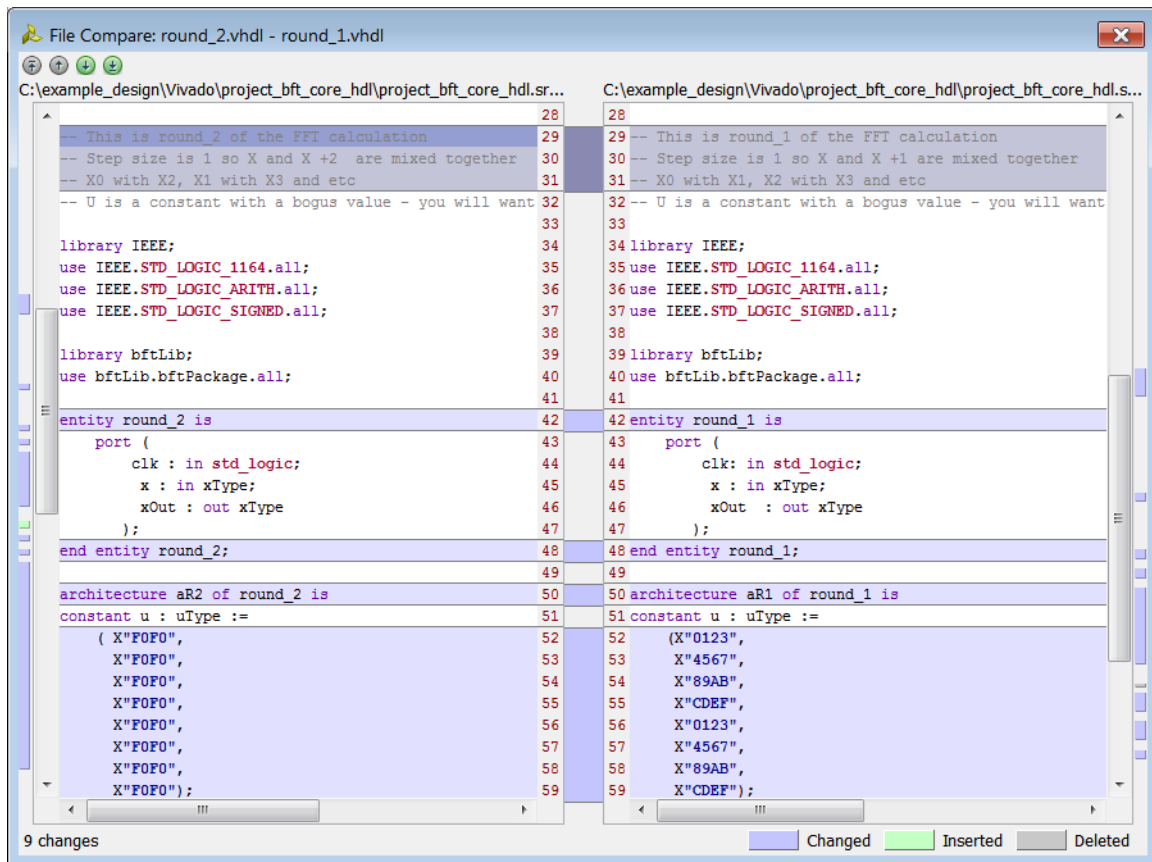 File Compare: round_2.vhdl - round_1.vhdl
C:\example_design\Vivado\project_bft_core_hdl\project_bft_core_hdl.sr...
28
-- This is round_2 of the FFT calculation 29
-- Step size is 1 so X and X +2  are mixed together 30
-- X0 with X2, X1 with X3 and etc 31
-- U is a constant with a bogus value - you will want 32
33
library IEEE; 34
use IEEE.STD_LOGIC_1164.all; 35
use IEEE.STD_LOGIC_ARITH.all; 36
use IEEE.STD_LOGIC_SIGNED.all; 37
38
library bftLib; 39
use bftLib.bftPackage.all; 40
41
entity round_2 is 42
port ( 43
clk : in std_logic; 44
x : in xType; 45
xOut : out xType 46
); 47
end entity round_2; 48
49
architecture aR2 of round_2 is 50
constant u : uType := 51
( X"F0F0", 52
X"F0F0", 53
X"F0F0", 54
X"F0F0", 55
X"F0F0", 56
X"F0F0", 57
X"F0F0", 58
X"F0F0"); 59
C:\example_design\Vivado\project_bft_core_hdl\project_bft_core_hdl.s...
28
29 -- This is round_1 of the FFT calculation
30 -- Step size is 1 so X and X +1 are mixed together
31 -- X0 with X1, X2 with X3 and etc
32 -- U is a constant with a bogus value - you will want
33
34 library IEEE;
35 use IEEE.STD_LOGIC_1164.all;
36 use IEEE.STD_LOGIC_ARITH.all;
37 use IEEE.STD_LOGIC_SIGNED.all;
38
39 library bftLib;
40 use bftLib.bftPackage.all;
41
42 entity round_1 is
43 port (
44 clk: in std_logic;
45 x : in xType;
46 xOut  : out xType
47 );
48 end entity round_1;
49
50 architecture aR1 of round_1 is
51 constant u : uType :=
52 (X"0123",
53 X"4567",
54 X"89AB",
55 X"CDEF",
56 X"0123",
57 X"4567",
58 X"89AB",
59 X"CDEF");
9 changes
Changed
Inserted
Deleted